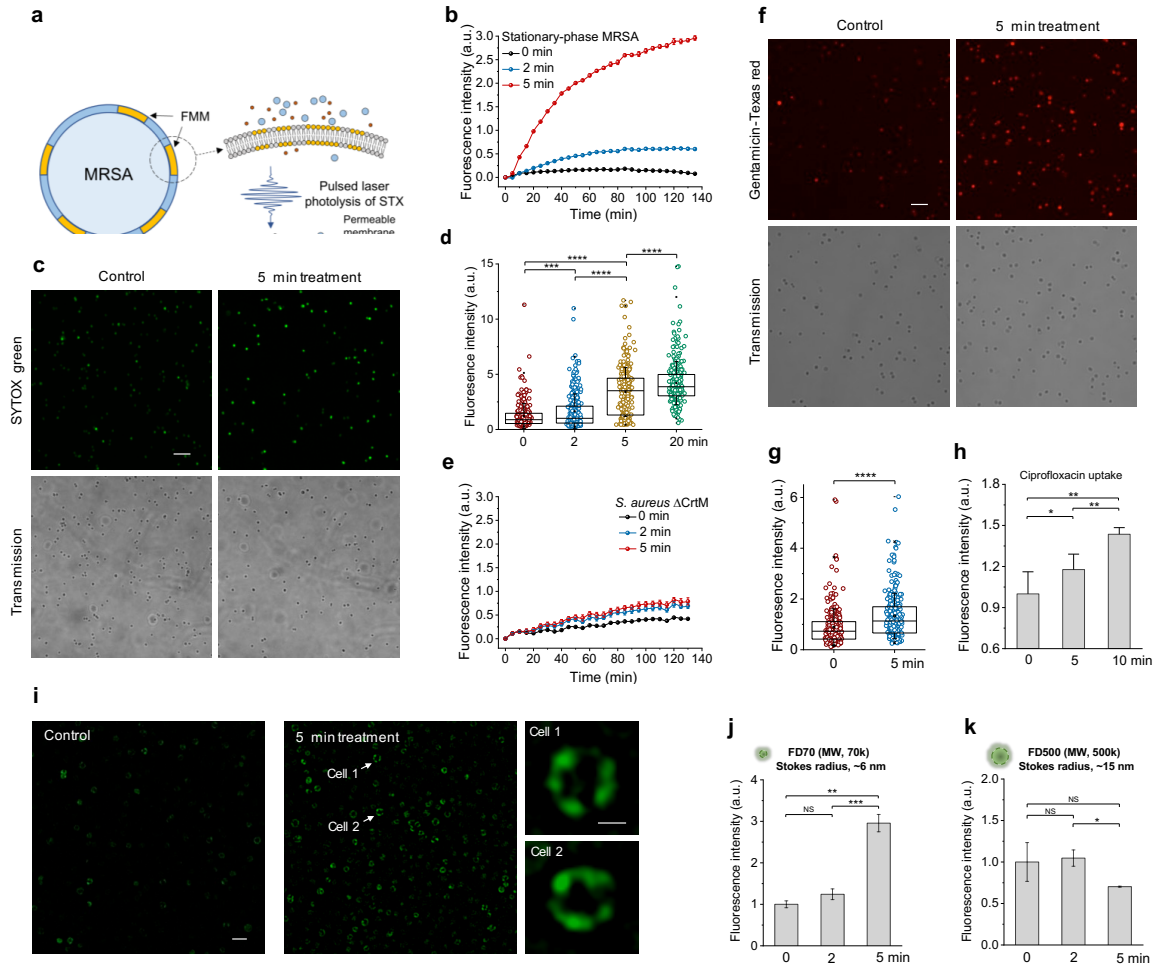 a
FMM
MRSA
Pulsed laser
photolysis of STX
Permeable
membrane
b
Stationary-phase MRSA
0 min
2 min
5 min
Fluorescence intensity (a.u.)
3.0
2.5
2.0
1.5
1.0
0.5
0.0
0 20 40 60 80 100 120 140
Time (min)
c
Control
5 min treatment
SYTOX green
Transmission
d
Fluoresence intensity (a.u.)
15
10
5
0
****
***
****
****
0 2 5 20 min
e
S. aureus ΔCrtM
0 min
2 min
5 min
Fluorescence intensity (a.u.)
3.0
2.5
2.0
1.5
1.0
0.5
0.0
0 20 40 60 80 100 120 140
Time (min)
f
Control
5 min treatment
Gentamicin-Texas red
Transmission
g
Fluoresence intensity (a.u.)
6
4
2
0
****
0 5 min
h
Ciprofloxacin uptake
Fluorescence intensity (a.u.)
1.8
1.5
1.2
0.9
0.6
**
*
**
0 5 10 min
i
Control
5 min treatment
Cell 1
Cell 2
Cell 1
Cell 2
j
FD70 (MW, 70k)
Stokes radius, ~6 nm
Fluorescence intensity (a.u.)
4
3
2
1
0
**
NS
***
0 2 5 min
k
FD500 (MW, 500k)
Stokes radius, ~15 nm
Fluorescence intensity (a.u.)
2.0
1.5
1.0
0.5
0.0
NS
NS
*
0 2 5 min